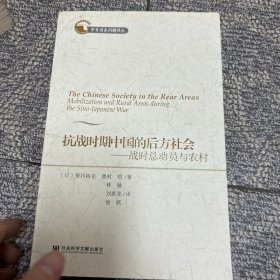 中日历史问题译丛
The Chinese Society in the Rear Areas
Mobilization and Rural Areas during
the Sino-Japanese War
抗战时期中国的后方社会
——战时总动员与农村
〔日〕笹川裕史 奥村 哲/著
林 敏
刘世龙/译
徐 跃
社会科学文献出版社